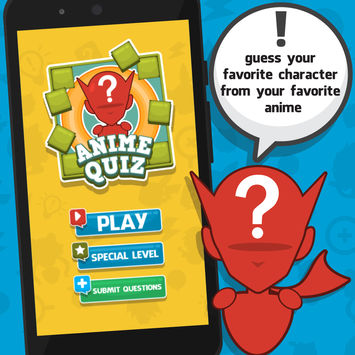 ?
ANIME
QUIZ
PLAY
SPECIAL LEVEL
SUBMIT QUESTIONS
!
guess your
favorite character
from your favorite
anime
?